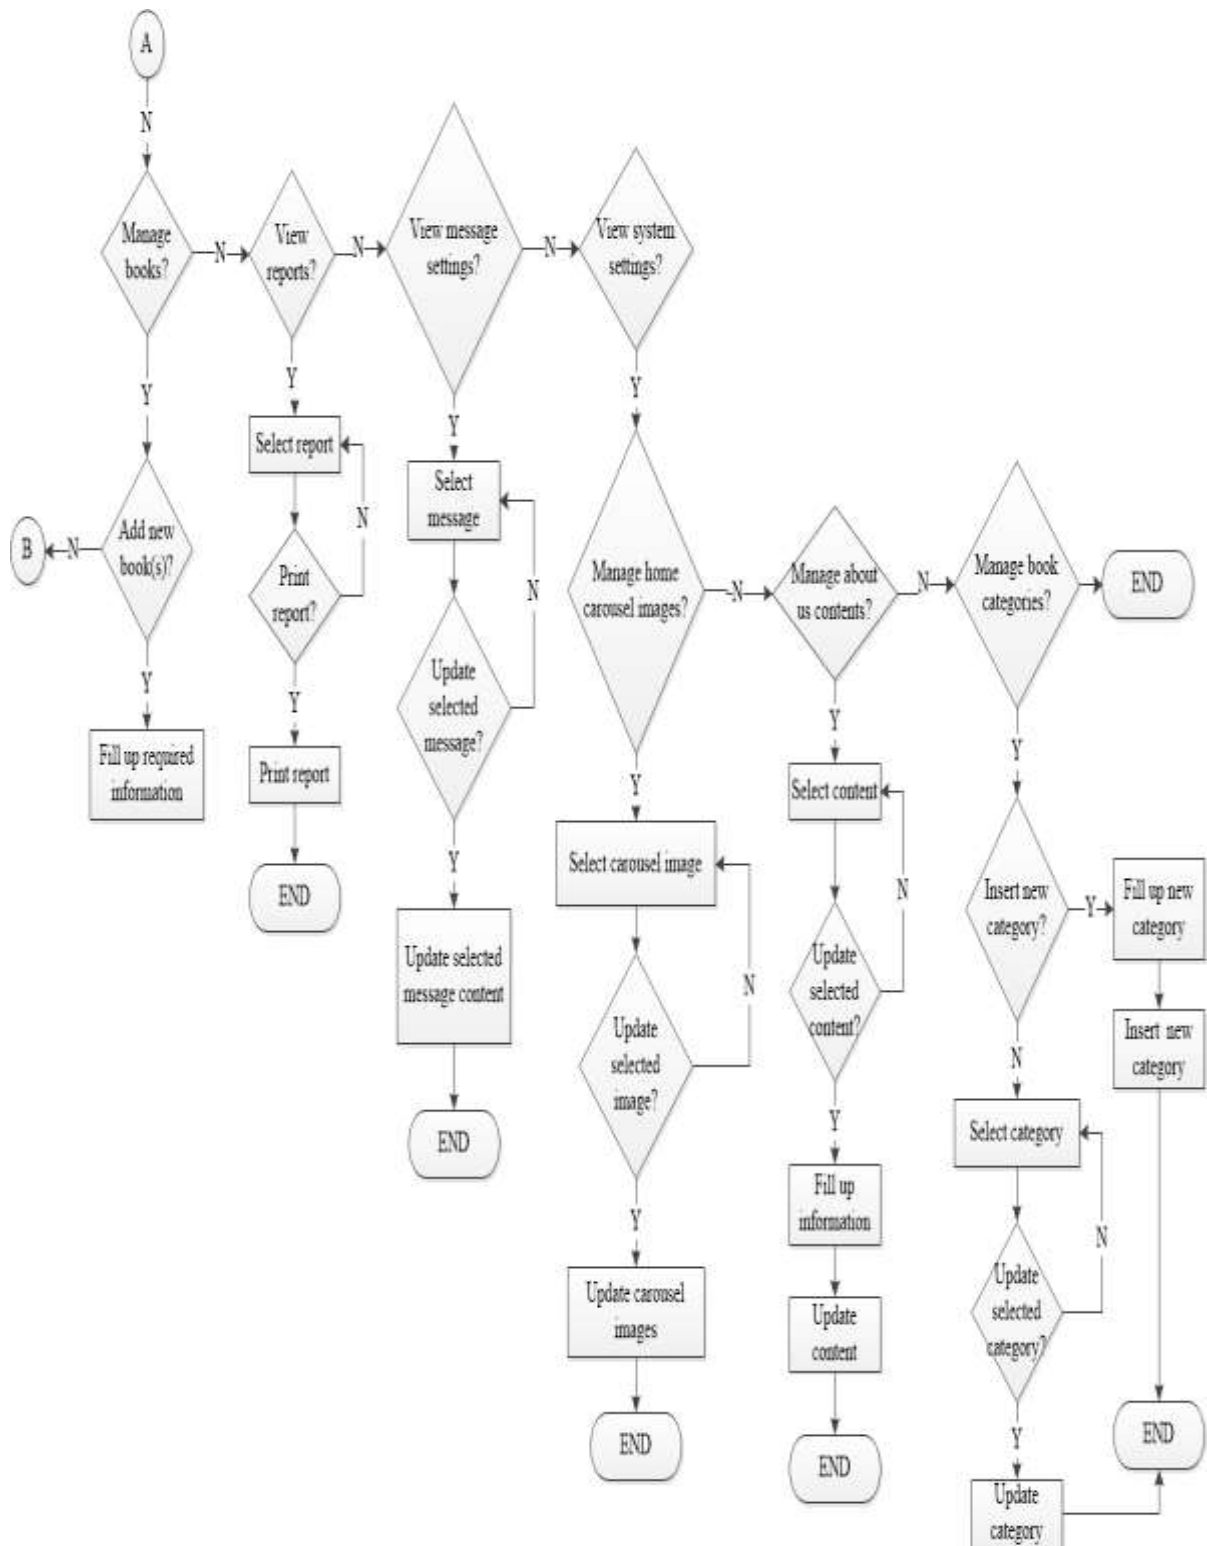 A
N
Manage
books?
N
View
reports?
N
View message
settings?
N
View system
settings?
Y
Y
Y
Y
Select report
N
Print
report?
Y
Print report
END
B
N
Add new
book(s)?
Y
Fill up required
information
Select
message
N
Update
selected
message?
Y
Update selected
message content
END
Manage home
carousel images?
N
Manage about
us contents?
N
Manage book
categories?
END
Y
Select carousel image
N
Update
selected
image?
Y
Update carousel
images
END
Y
Select content
N
Update
selected
content?
Y
Fill up
information
Update
content
END
Y
Insert new
category?
Y
Fill up new
category
Insert new
category
N
Select category
N
Update
selected
category?
Y
Update
category
END